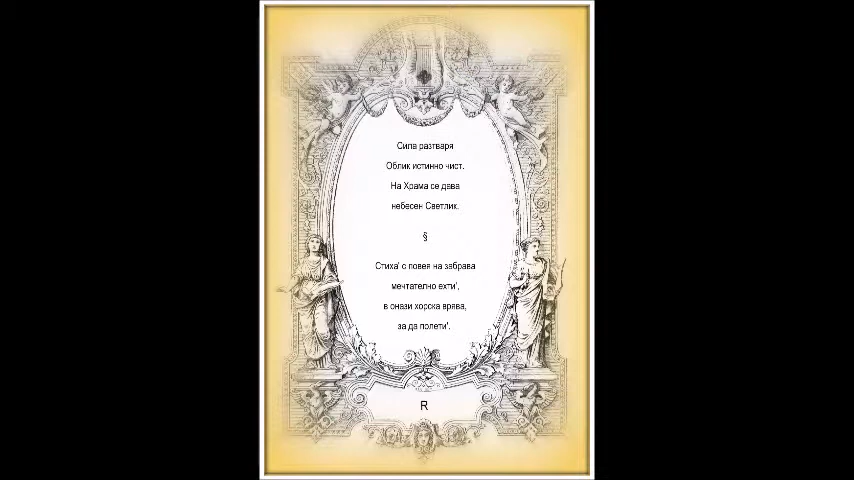 Сила разтваря
Облик истинно чист.
На Храма се дава
небесен Светлик.
§
Стиха' с повея на забрава
мечтателно ехти',
в онази хорска врява,
за да полети'.
R